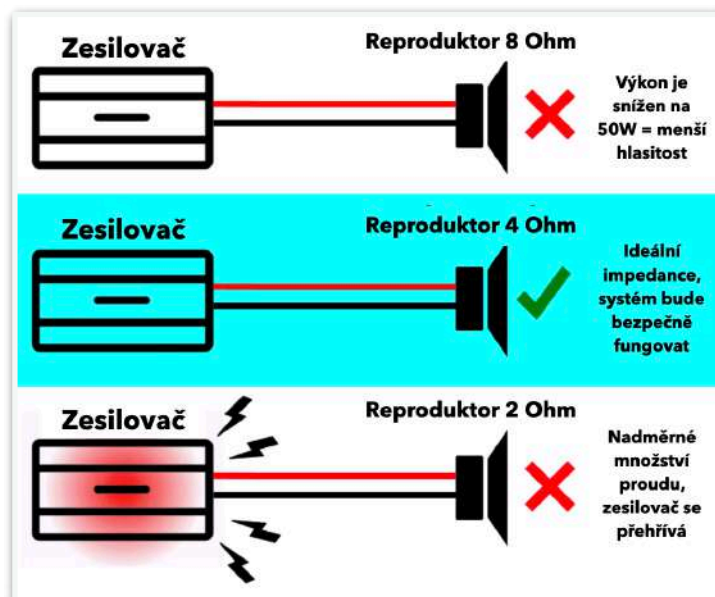 Zesilovač
Reproduktor 8 Ohm
Výkon je
snížen na
50W = menší
hlasitost
Zesilovač
Reproduktor 4 Ohm
Ideální
impedance,
systém bude
bezpečně
fungovat
Zesilovač
Reproduktor 2 Ohm
Nadměrné
množství
proudu,
zesilovač se
přehřívá